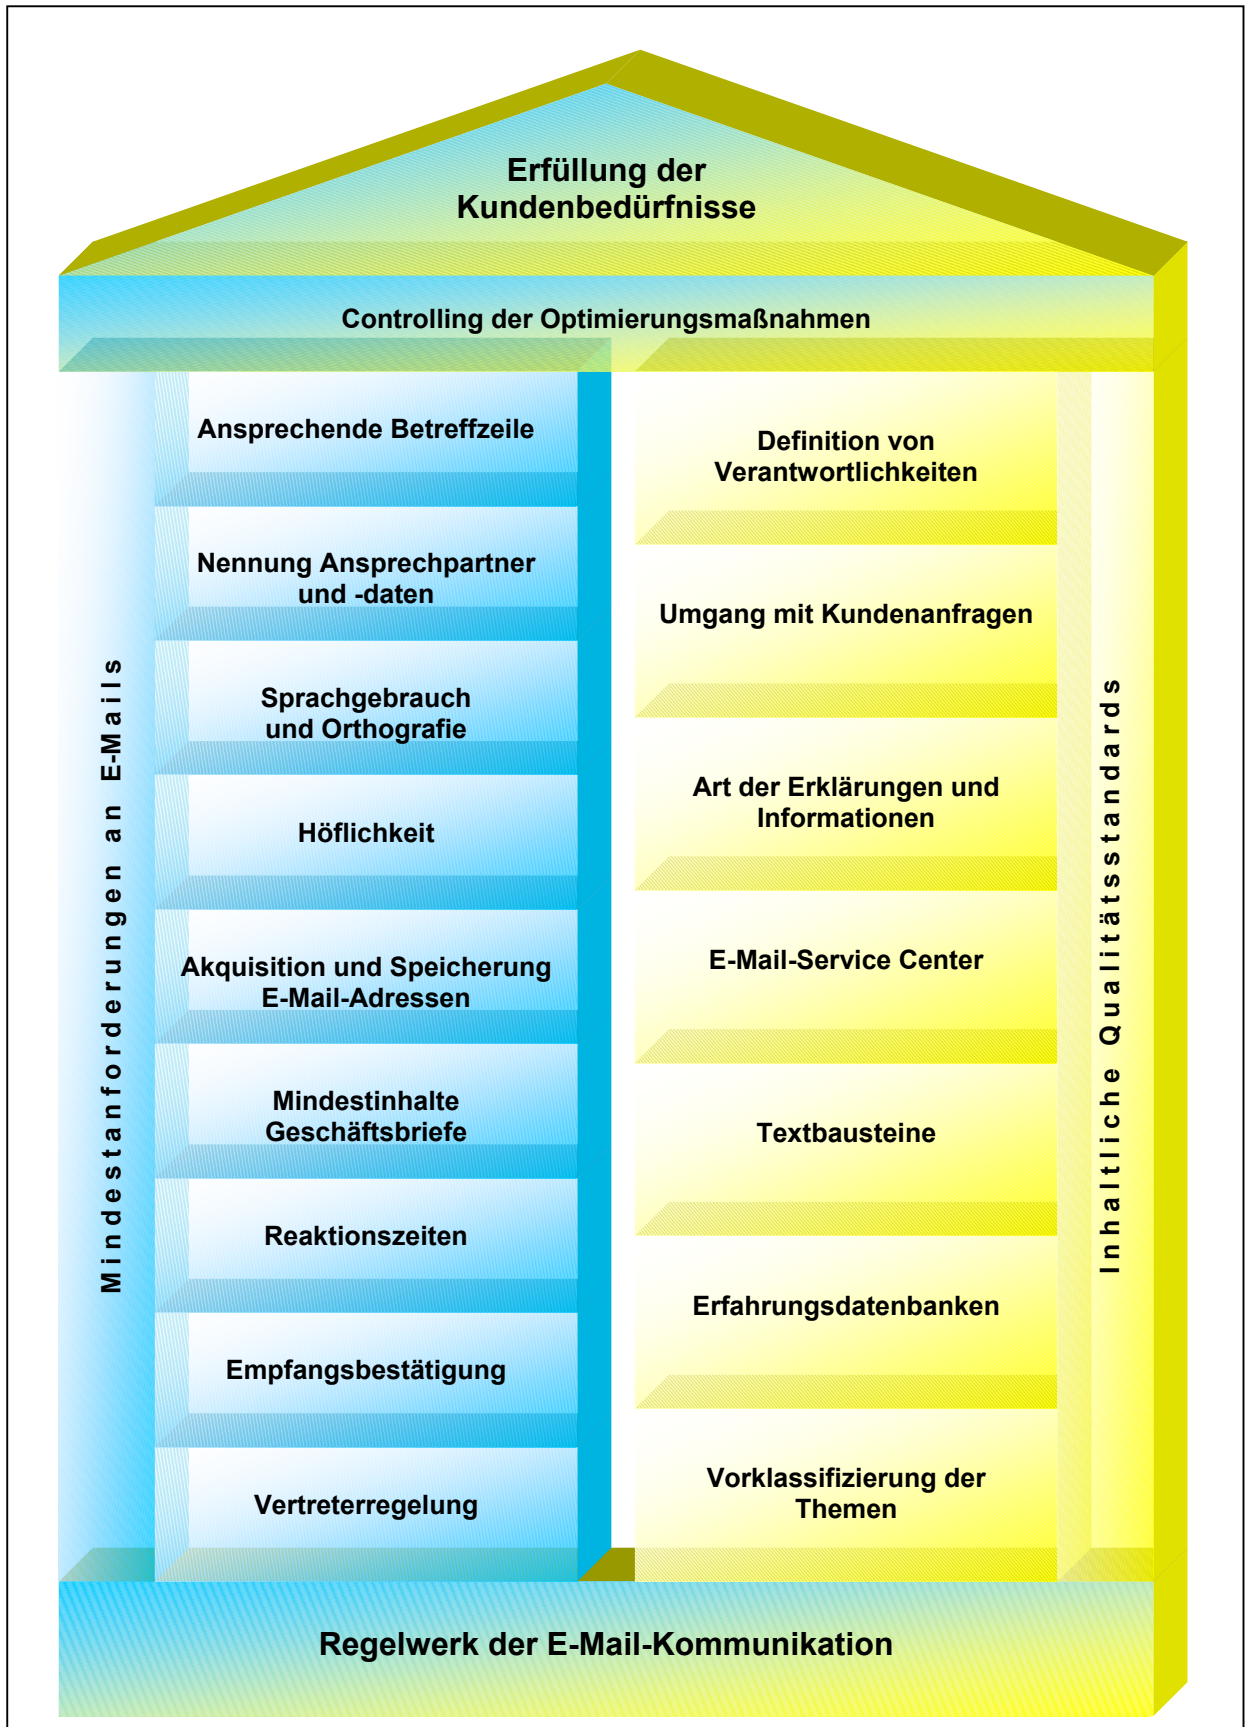 Erfüllung der
Kundenbedürfnisse
Controlling der Optimierungsmaßnahmen
Mindestanforderungen an E-Mails
Ansprechende Betreffzeile
Nennung Ansprechpartner
und -daten
Sprachgebrauch
und Orthografie
Höflichkeit
Akquisition und Speicherung
E-Mail-Adressen
Mindestinhalte
Geschäftsbriefe
Reaktionszeiten
Empfangsbestätigung
Vertreterregelung
Definition von
Verantwortlichkeiten
Umgang mit Kundenanfragen
Art der Erklärungen und
Informationen
E-Mail-Service Center
Textbausteine
Erfahrungsdatenbanken
Vorklassifizierung der
Themen
Inhaltliche Qualitätsstandards
Regelwerk der E-Mail-Kommunikation